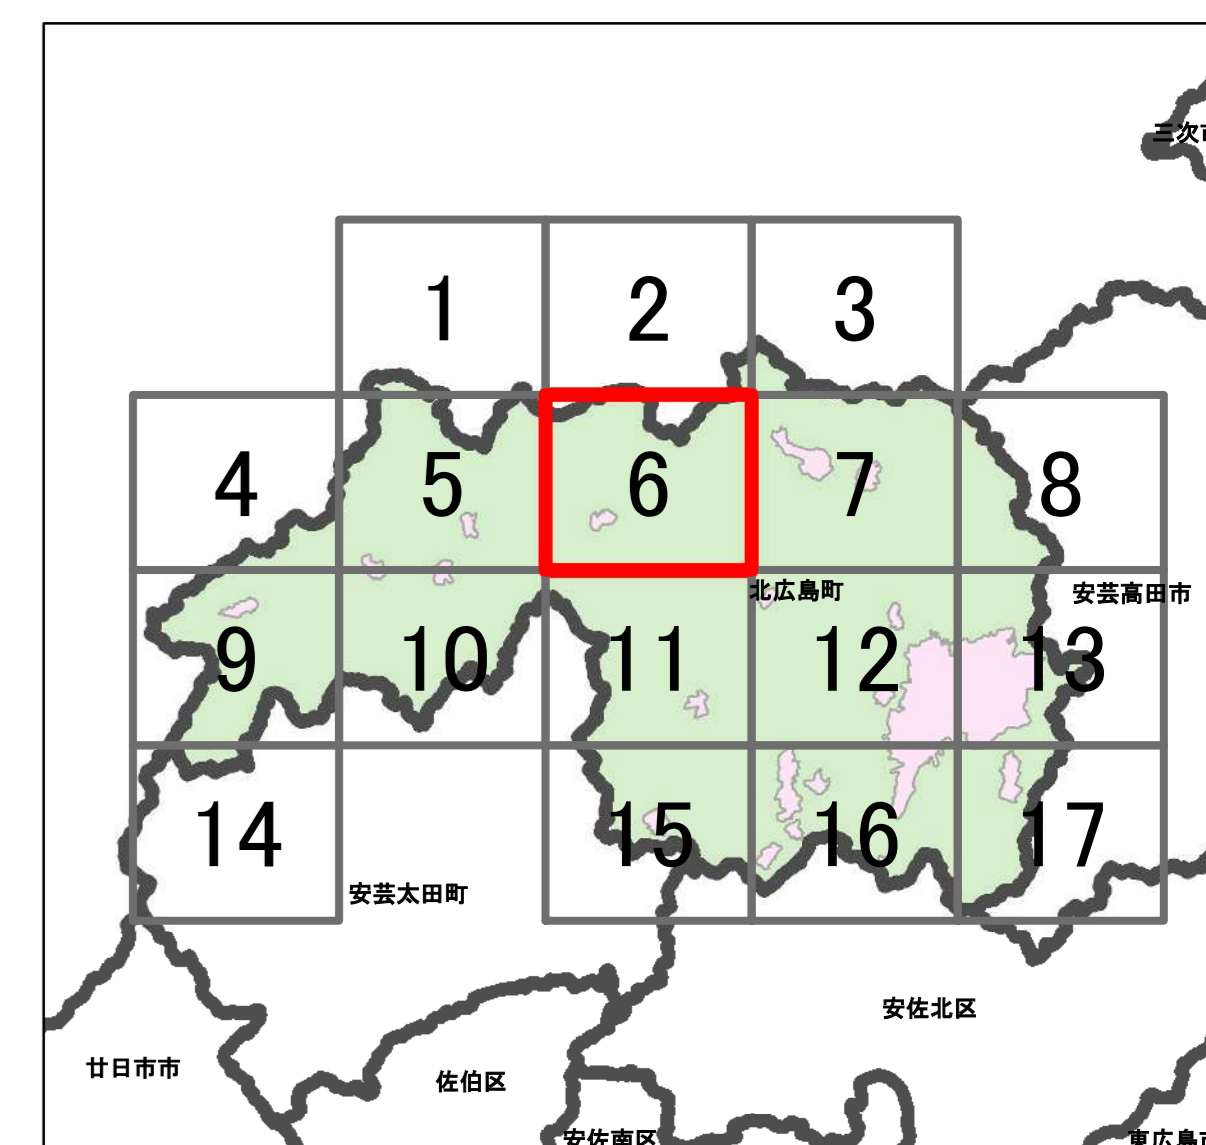 三次市
1 2 3
4 5 6 7 8
北広島町
安芸高田市
9 10 11 12 13
14 15 16 17
安芸太田町
安佐北区
廿日市市
佐伯区
安佐南区
東広島市